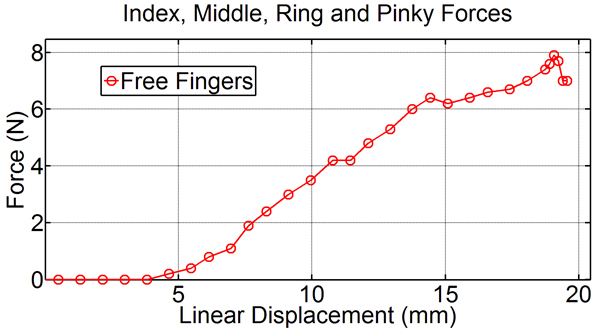 Index, Middle, Ring and Pinky Forces
8
6
4
2
0
Force (N)
Free Fingers
5
10
15
20
Linear Displacement (mm)